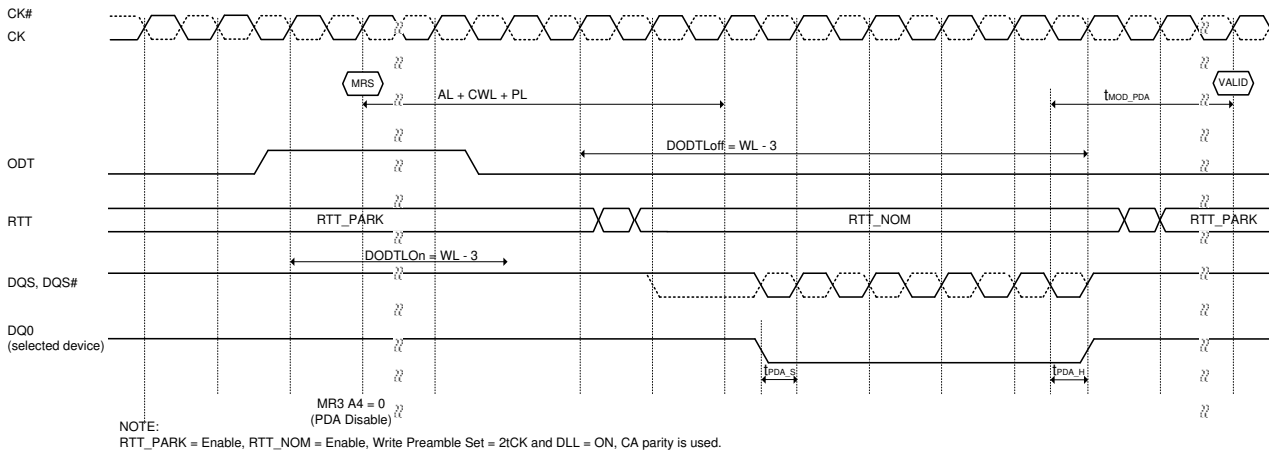 CK#
CK
MRS
VALID
AL + CWL + PL
tMOD_PDA
DODTLoff = WL - 3
ODT
RTT
RTT_PARK
RTT_NOM
RTT_PARK
DODTLOn = WL - 3
DQS, DQS#
DQ0
(selected device)
tPDA_S
tPDA_H
MR3 A4 = 0
(PDA Disable)
NOTE:
RTT_PARK = Enable, RTT_NOM = Enable, Write Preamble Set = 2tCK and DLL = ON, CA parity is used.